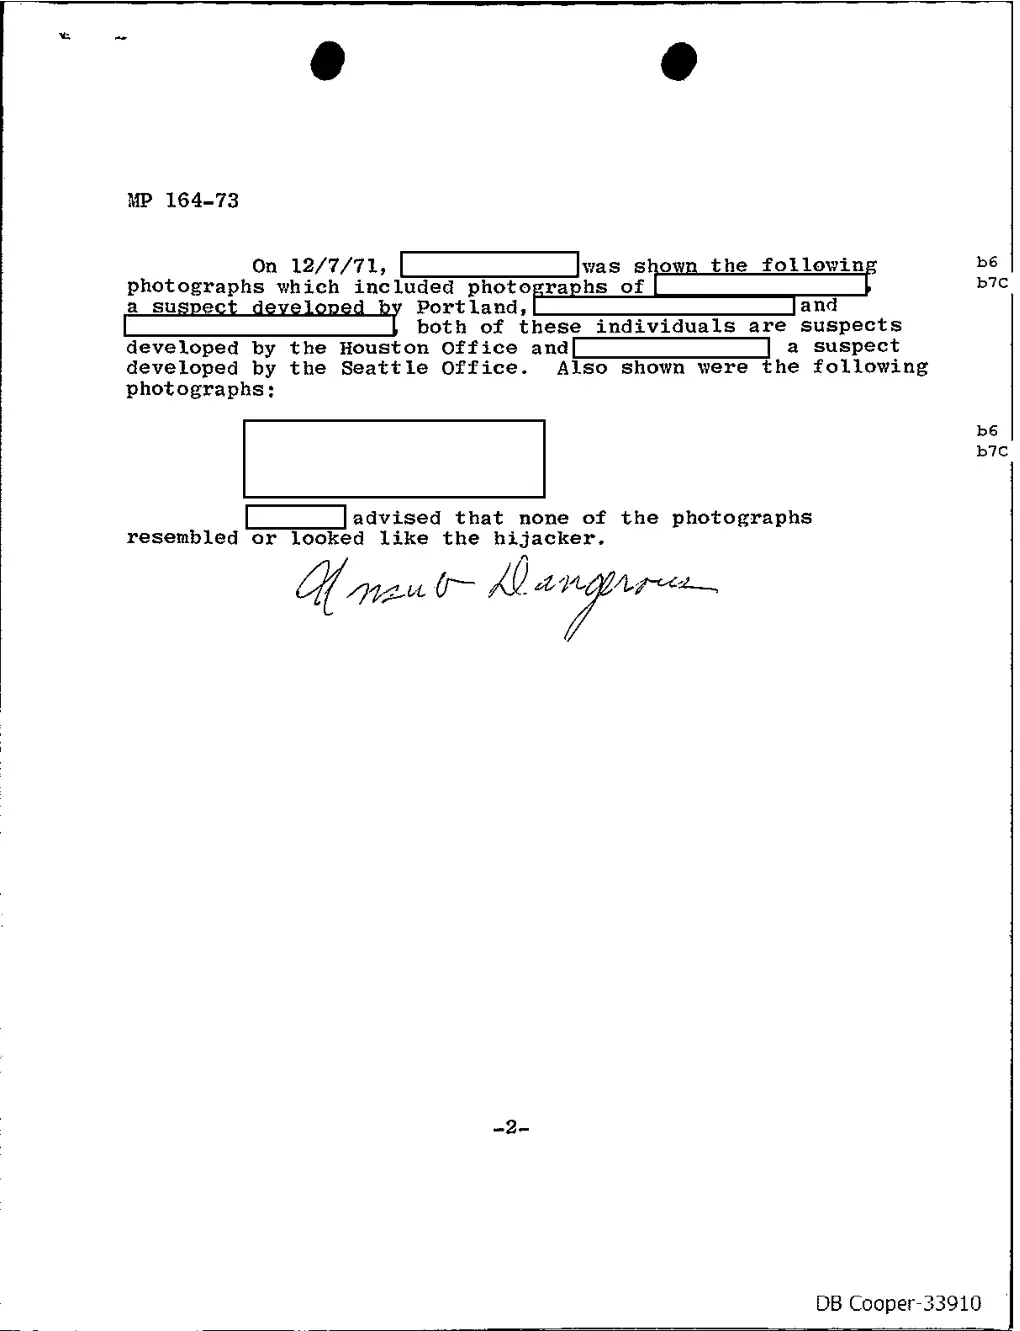 MP 164-73
On 12/7/71, was shown the following b6
photographs which included photographs of , b7C
a suspect developed by Portland, and
, both of these individuals are suspects
developed by the Houston Office and a suspect
developed by the Seattle Office. Also shown were the following
photographs:
b6
b7C
advised that none of the photographs
resembled or looked like the hijacker.
Unsub Dangerous
-2-
DB Cooper-33910